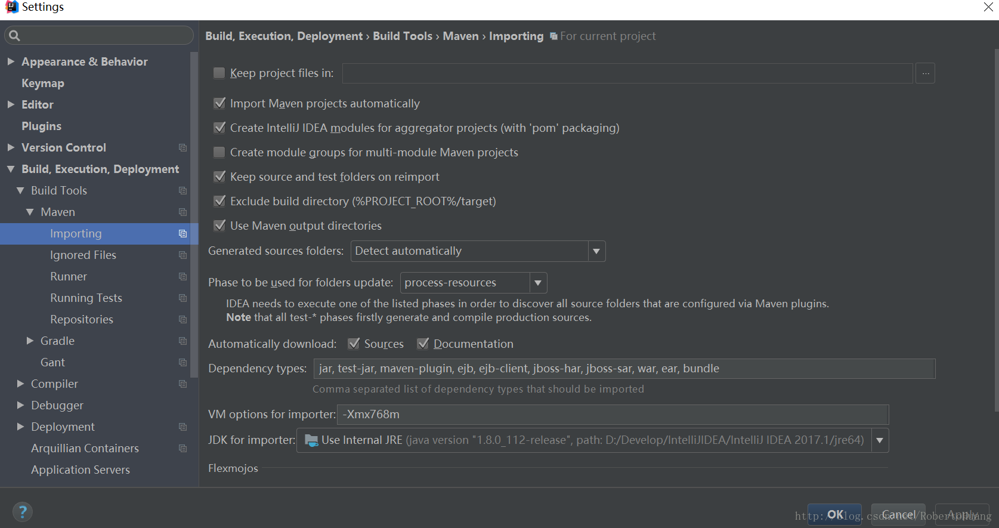 Settings
Build, Execution, Deployment › Build Tools › Maven › Importing For current project
Appearance & Behavior
Keymap
Editor
Plugins
Version Control
Build, Execution, Deployment
Build Tools
Maven
Importing
Ignored Files
Runner
Running Tests
Repositories
Gradle
Gant
Compiler
Debugger
Deployment
Arquillian Containers
Application Servers
Keep project files in:
...
Import Maven projects automatically
Create IntelliJ IDEA modules for aggregator projects (with 'pom' packaging)
Create module groups for multi-module Maven projects
Keep source and test folders on reimport
Exclude build directory (%PROJECT_ROOT%/target)
Use Maven output directories
Generated sources folders: Detect automatically
Phase to be used for folders update: process-resources
IDEA needs to execute one of the listed phases in order to discover all source folders that are configured via Maven plugins.
Note that all test-* phases firstly generate and compile production sources.
Automatically download: Sources Documentation
Dependency types: jar, test-jar, maven-plugin, ejb, ejb-client, jboss-har, jboss-sar, war, ear, bundle
Comma separated list of dependency types that should be imported
VM options for importer: -Xmx768m
JDK for importer: Use Internal JRE (java version "1.8.0_112-release", path: D:/Develop/IntelliJIDEA/IntelliJ IDEA 2017.1/jre64)
Flexmojos
?
OK Cancel Apply